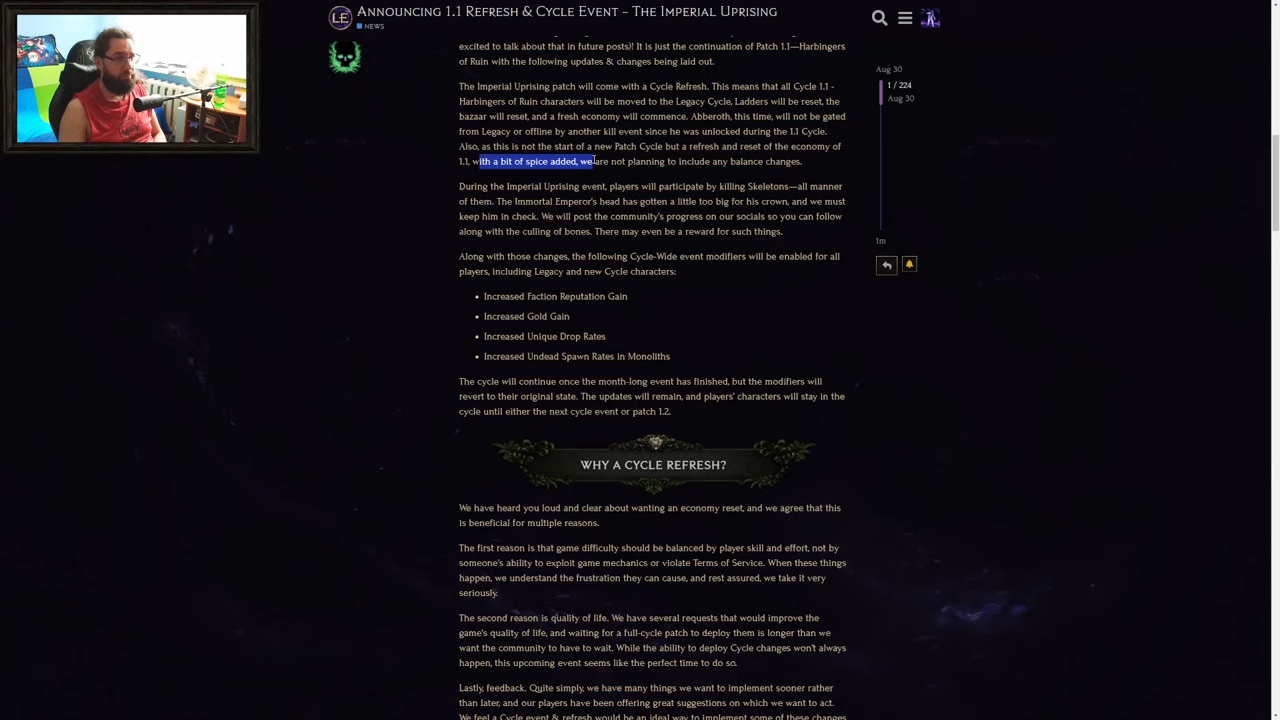 LE
ANNOUNCING 1.1 REFRESH & CYCLE EVENT – THE IMPERIAL UPRISING
NEWS
excited to talk about that in future posts)! It is just the continuation of Patch 1.1—Harbingers
of Ruin with the following updates & changes being laid out.
The Imperial Uprising patch will come with a Cycle Refresh. This means that all Cycle 1.1 -
Harbingers of Ruin characters will be moved to the Legacy Cycle, Ladders will be reset, the
bazaar will reset, and a fresh economy will commence. Abberoth, this time, will not be gated
from Legacy or offline by another kill event since he was unlocked during the 1.1 Cycle.
Also, as this is not the start of a new Patch Cycle but a refresh and reset of the economy of
1.1, with a bit of spice added, we are not planning to include any balance changes.
During the Imperial Uprising event, players will participate by killing Skeletons—all manner
of them. The Immortal Emperor's head has gotten a little too big for his crown, and we must
keep him in check. We will post the community's progress on our socials so you can follow
along with the culling of bones. There may even be a reward for such things.
Along with those changes, the following Cycle-Wide event modifiers will be enabled for all
players, including Legacy and new Cycle characters:
• Increased Faction Reputation Gain
• Increased Gold Gain
• Increased Unique Drop Rates
• Increased Undead Spawn Rates in Monoliths
The cycle will continue once the month-long event has finished, but the modifiers will
revert to their original state. The updates will remain, and players' characters will stay in the
cycle until either the next cycle event or patch 1.2.
WHY A CYCLE REFRESH?
We have heard you loud and clear about wanting an economy reset, and we agree that this
is beneficial for multiple reasons.
The first reason is that game difficulty should be balanced by player skill and effort, not by
someone's ability to exploit game mechanics or violate Terms of Service. When these things
happen, we understand the frustration they can cause, and rest assured, we take it very
seriously.
The second reason is quality of life. We have several requests that would improve the
game's quality of life, and waiting for a full-cycle patch to deploy them is longer than we
want the community to have to wait. While the ability to deploy Cycle changes won't always
happen, this upcoming event seems like the perfect time to do so.
Lastly, feedback. Quite simply, we have many things we want to implement sooner rather
than later, and our players have been offering great suggestions on which we want to act.
We feel a Cycle event & refresh would be an ideal way to implement some of these changes
Aug 30
1 / 224
Aug 30
1m